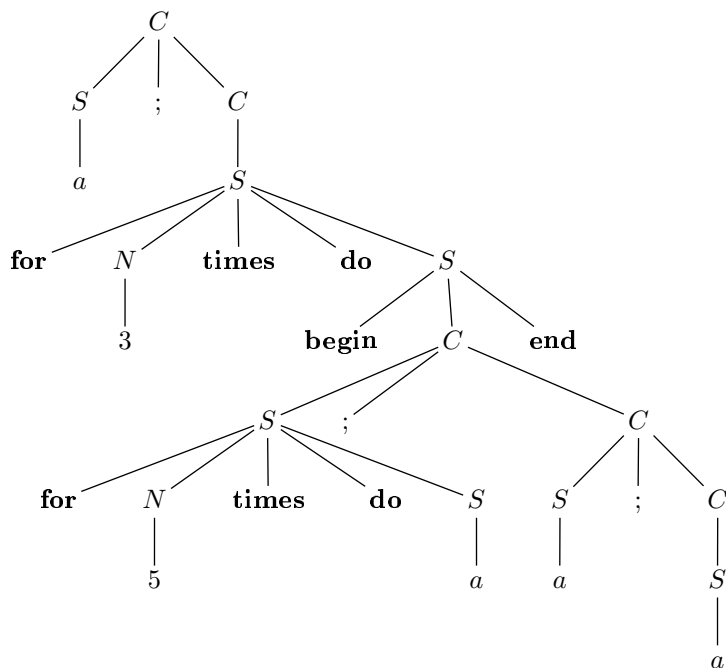 C
S ; C
a S
for N times do S
3 begin C end
S ; C
for N times do S S ; C
5 a a S
a